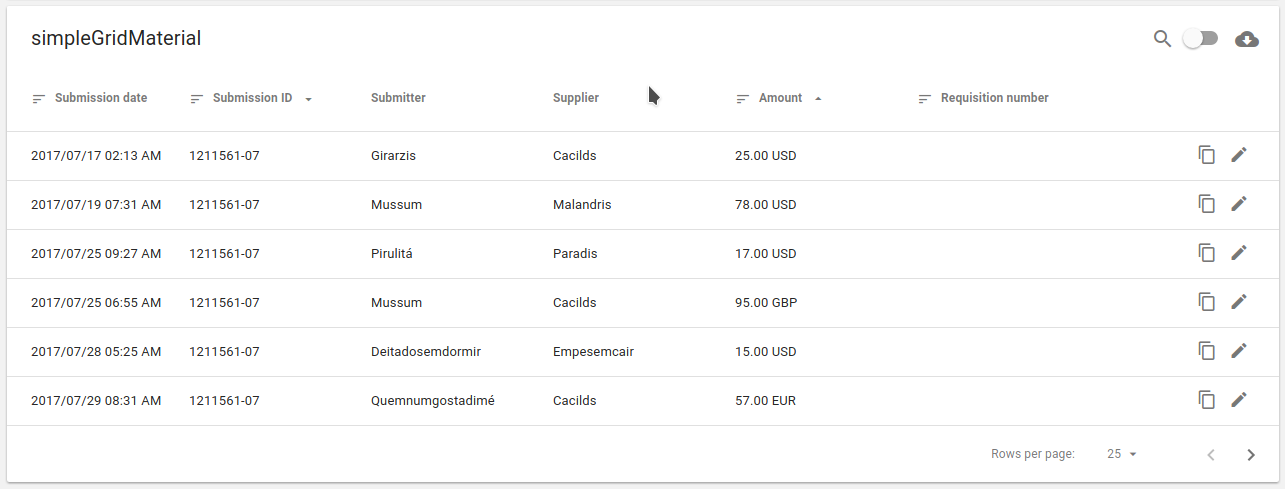 simpleGridMaterial
Submission date Submission ID Submitter Supplier Amount Requisition number
2017/07/17 02:13 AM 1211561-07 Girarzis Cacilds 25.00 USD
2017/07/19 07:31 AM 1211561-07 Mussum Malandris 78.00 USD
2017/07/25 09:27 AM 1211561-07 Pirulitá Paradis 17.00 USD
2017/07/25 06:55 AM 1211561-07 Mussum Cacilds 95.00 GBP
2017/07/28 05:25 AM 1211561-07 Deitadosemdormir Empesemcair 15.00 USD
2017/07/29 08:31 AM 1211561-07 Quemnumgostadimé Cacilds 57.00 EUR
Rows per page: 25